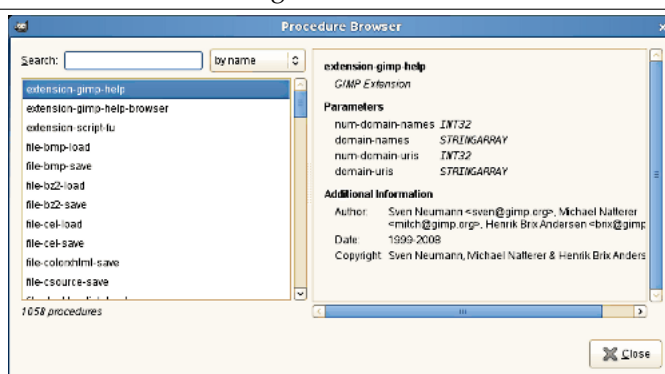 Procedure Browser
Search:
by name
extension-gimp-help
extension-gimp-help-browser
extension-script-fu
file-bmp-load
file-bmp-save
file-bz2-load
file-bz2-save
file-cel-load
file-cel-save
file-colorxhtml-save
file-csource-save
1058 procedures
extension-gimp-help
GIMP Extension
Parameters
num-domain-names INT32
domain-names STRINGARRAY
num-domain-uris INT32
domain-uris STRINGARRAY
Additional Information
Author: Sven Neumann <sven@gimp.org>, Michael Natterer
<mitch@gimp.org>, Henrik Brix Andersen <brix@gimp
Date: 1999-2008
Copyright: Sven Neumann, Michael Natterer & Henrik Brix Anders
Close